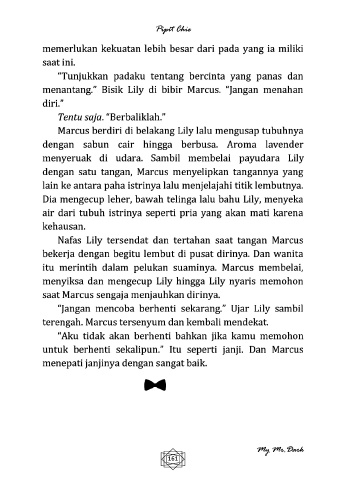 Pipit Chie
memerlukan kekuatan lebih besar dari pada yang ia miliki
saat ini.
“Tunjukkan padaku tentang bercinta yang panas dan
menantang.” Bisik Lily di bibir Marcus. “Jangan menahan
diri.”
Tentu saja. “Berbaliklah.”
Marcus berdiri di belakang Lily lalu mengusap tubuhnya
dengan sabun cair hingga berbusa. Aroma lavender
menyeruak di udara. Sambil membelai payudara Lily
dengan satu tangan, Marcus menyelipkan tangannya yang
lain ke antara paha istrinya lalu menjelajahi titik lembutnya.
Dia mengecup leher, bawah telinga lalu bahu Lily, menyeka
air dari tubuh istrinya seperti pria yang akan mati karena
kehausan.
Nafas Lily tersendat dan tertahan saat tangan Marcus
bekerja dengan begitu lembut di pusat dirinya. Dan wanita
itu merintih dalam pelukan suaminya. Marcus membelai,
menyiksa dan mengecup Lily hingga Lily nyaris memohon
saat Marcus sengaja menjauhkan dirinya.
“Jangan mencoba berhenti sekarang.” Ujar Lily sambil
terengah. Marcus tersenyum dan kembali mendekat.
“Aku tidak akan berhenti bahkan jika kamu memohon
untuk berhenti sekalipun.” Itu seperti janji. Dan Marcus
menepati janjinya dengan sangat baik.
My Mr. Dark
161